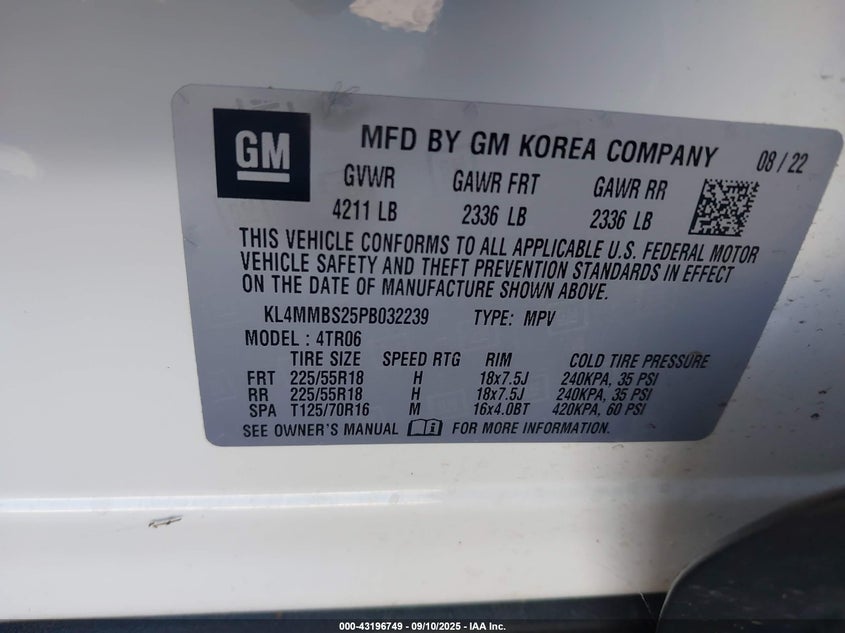 GM
MFD BY GM KOREA COMPANY 08 / 22
GVWR GAWR FRT GAWR RR
4211 LB 2336 LB 2336 LB
THIS VEHICLE CONFORMS TO ALL APPLICABLE U.S. FEDERAL MOTOR
VEHICLE SAFETY AND THEFT PREVENTION STANDARDS IN EFFECT
ON THE DATE OF MANUFACTURE SHOWN ABOVE.
KL4MMBS25PB032239 TYPE: MPV
MODEL : 4TR06
TIRE SIZE SPEED RTG RIM COLD TIRE PRESSURE
FRT 225/55R18 H 18x7.5J 240KPA, 35 PSI
RR 225/55R18 H 18x7.5J 240KPA, 35 PSI
SPA T125/70R16 M 16x4.0BT 420KPA, 60 PSI
SEE OWNER'S MANUAL FOR MORE INFORMATION.
000-43196749 - 09/10/2025 - IAA Inc.